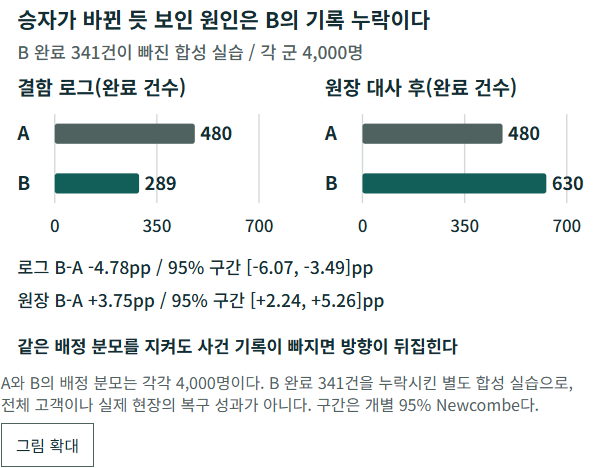 승자가 바뀐 듯 보인 원인은 B의 기록 누락이다
B 완료 341건이 빠진 합성 실습 / 각 군 4,000명
결함 로그(완료 건수)
A 480
B 289
0 350 700
원장 대사 후(완료 건수)
A 480
B 630
0 350 700
로그 B-A -4.78pp / 95% 구간 [-6.07, -3.49]pp
원장 B-A +3.75pp / 95% 구간 [+2.24, +5.26]pp
같은 배정 분모를 지켜도 사건 기록이 빠지면 방향이 뒤집힌다
A와 B의 배정 분모는 각각 4,000명이다. B 완료 341건을 누락시킨 별도 합성 실습으로,
전체 고객이나 실제 현장의 복구 성과가 아니다. 구간은 개별 95% Newcombe다.
그림 확대